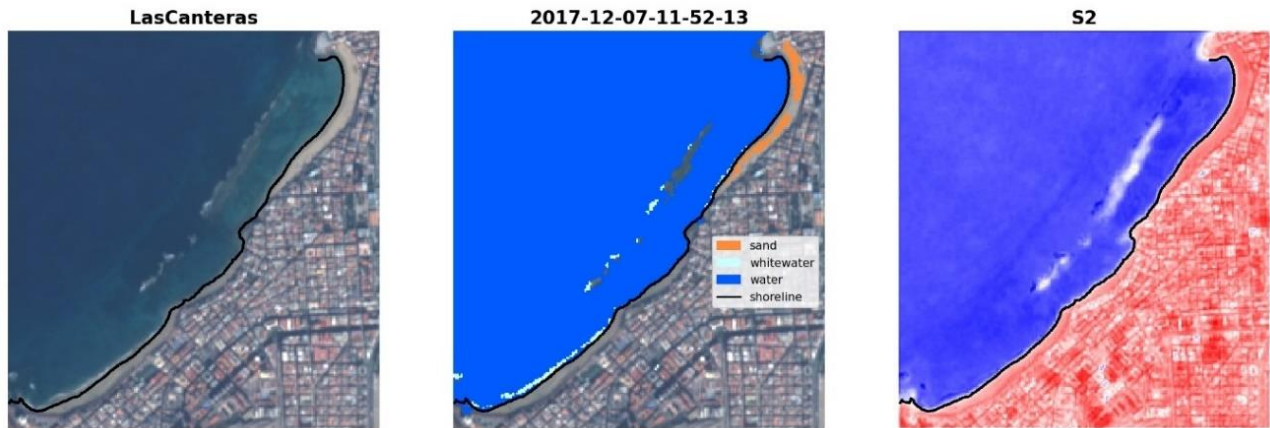 LasCanteras
2017-12-07-11-52-13
S2
sand
whitewater
water
shoreline